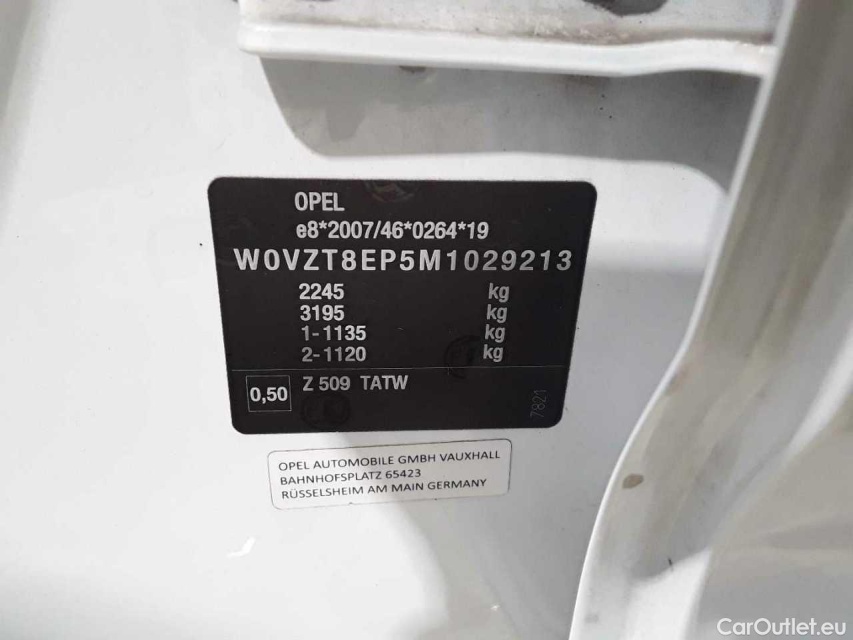 OPEL
e8*2007/46*0264*19
W0VZT8EP5M1029213
2245 kg
3195 kg
1-1135 kg
2-1120 kg
0,50 Z 509 TATW
7821
OPEL AUTOMOBILE GMBH VAUXHALL
BAHNHOFSPLATZ 65423
RÜSSELSHEIM AM MAIN GERMANY
CarOutlet.eu